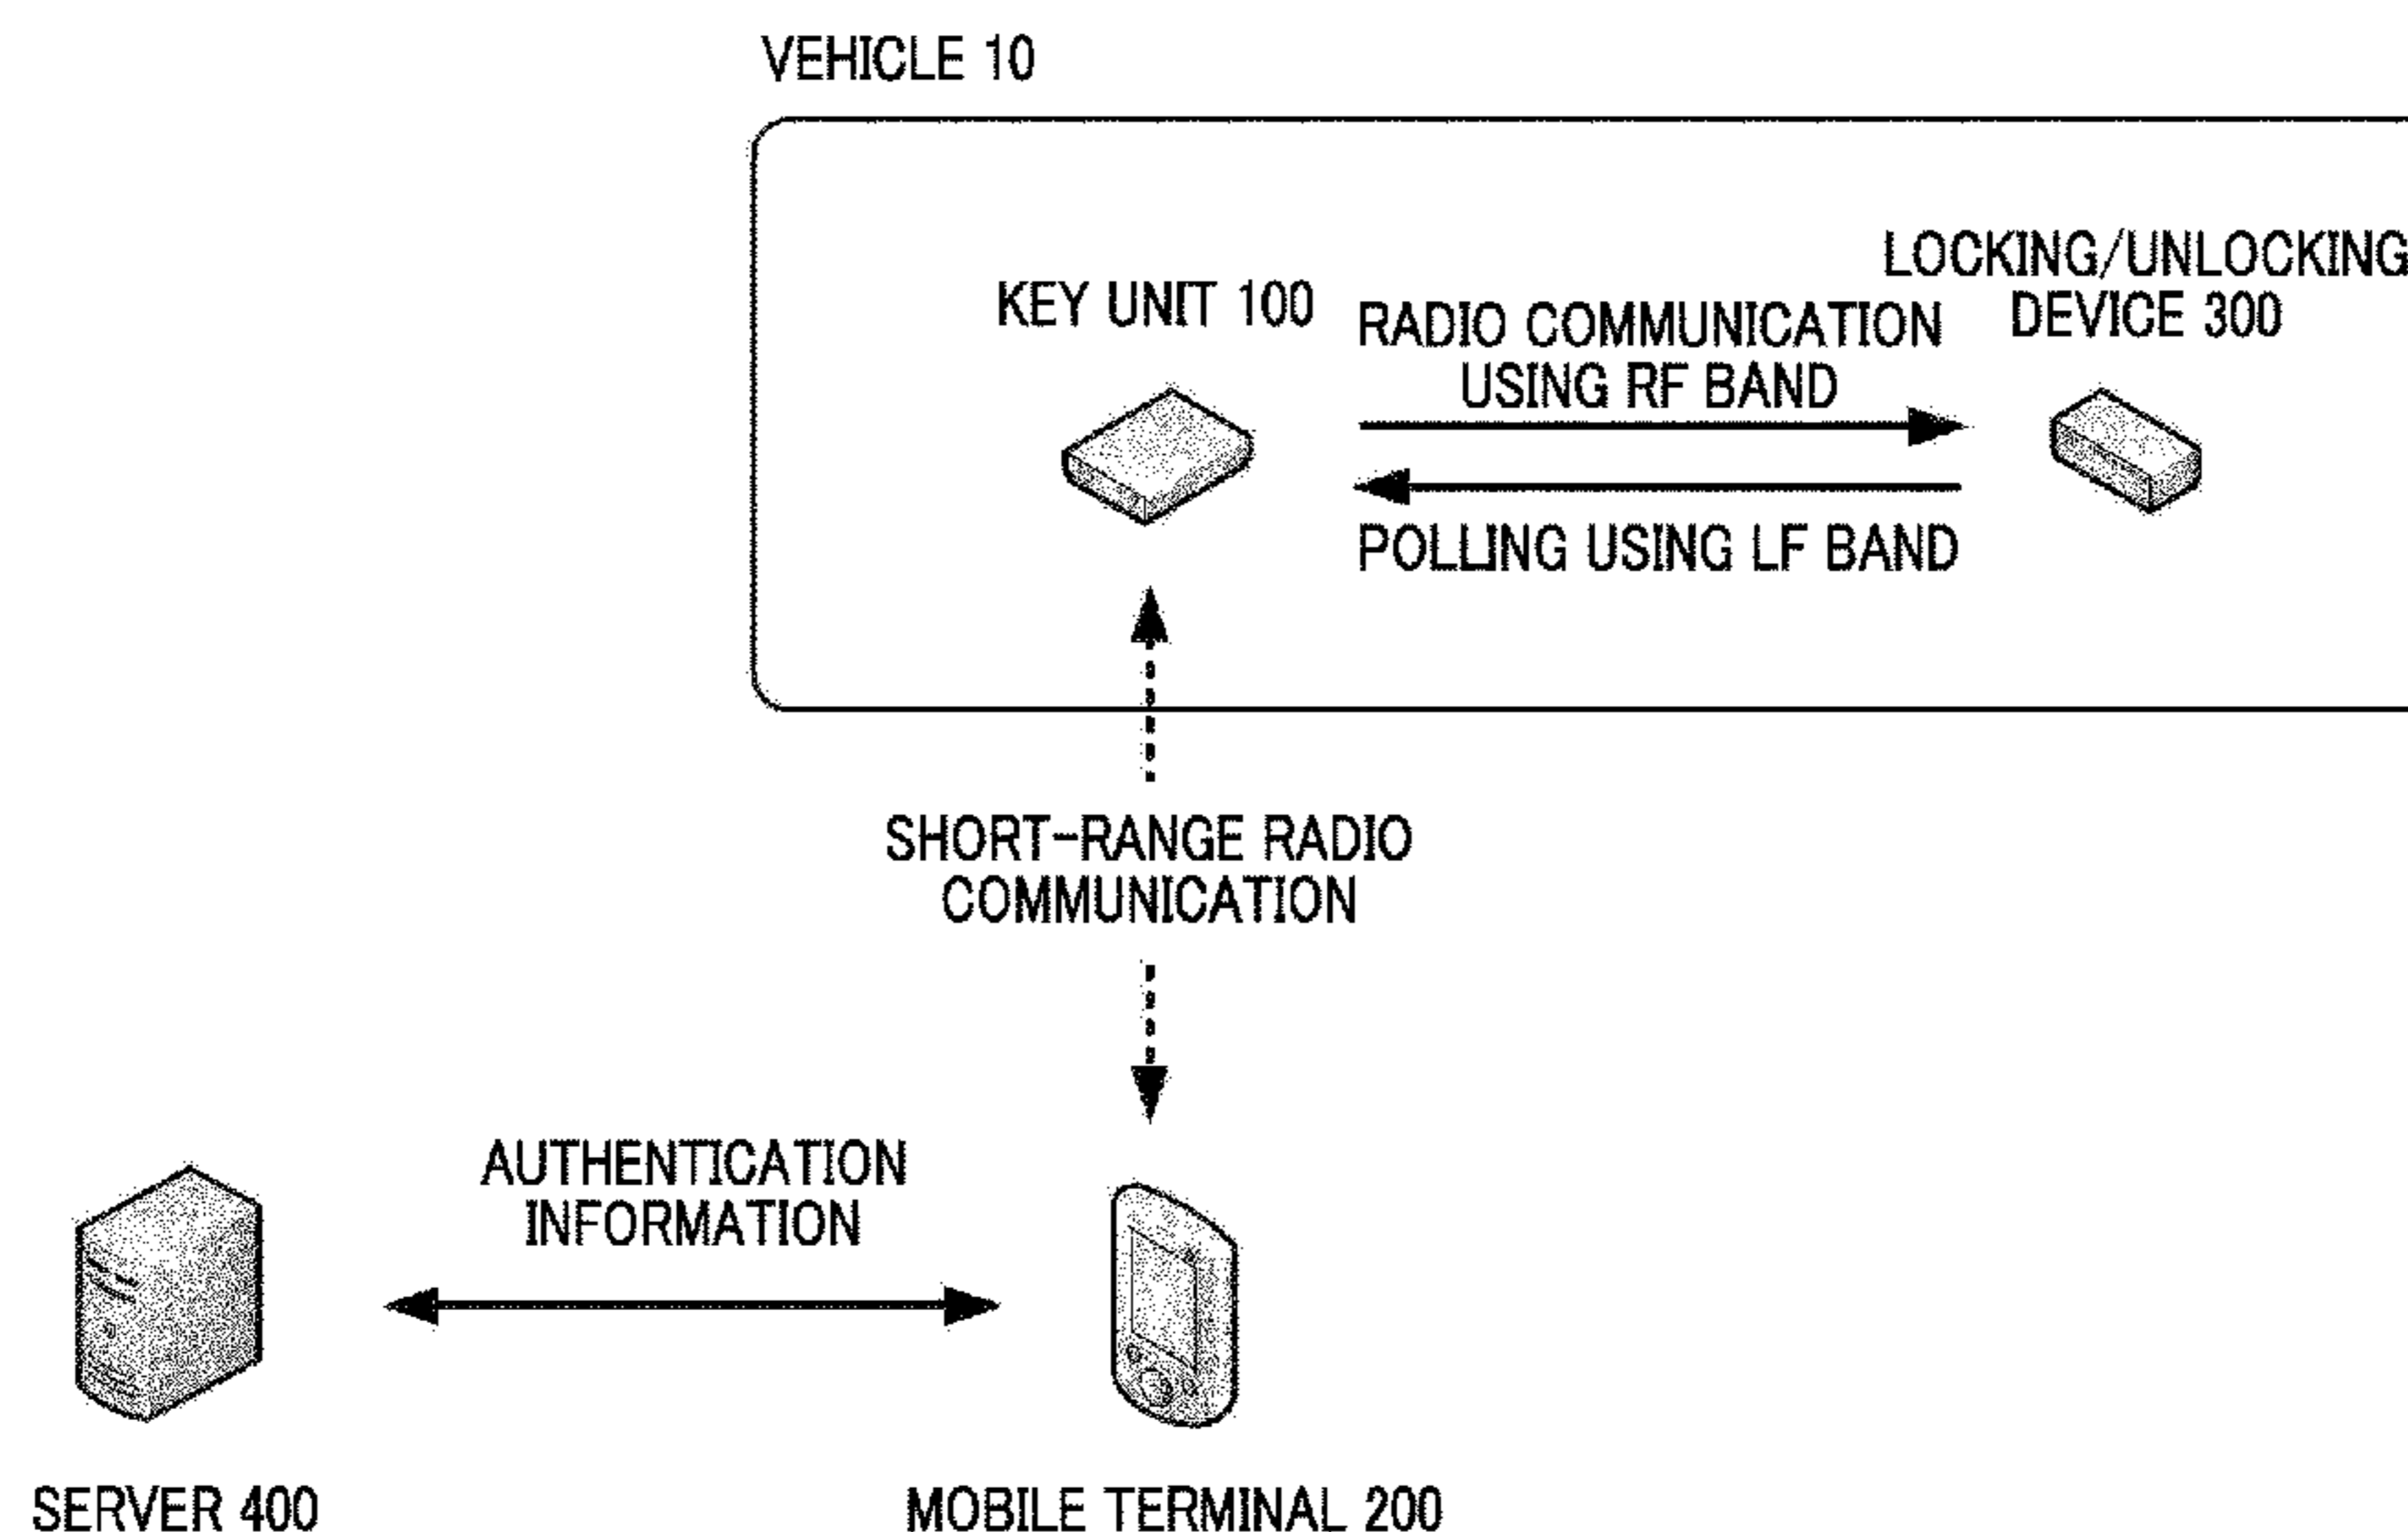 VEHICLE 10
KEY UNIT 100
LOCKING/UNLOCKING
DEVICE 300
RADIO COMMUNICATION
USING RF BAND
POLLING USING LF BAND
SHORT-RANGE RADIO
COMMUNICATION
AUTHENTICATION
INFORMATION
SERVER 400
MOBILE TERMINAL 200